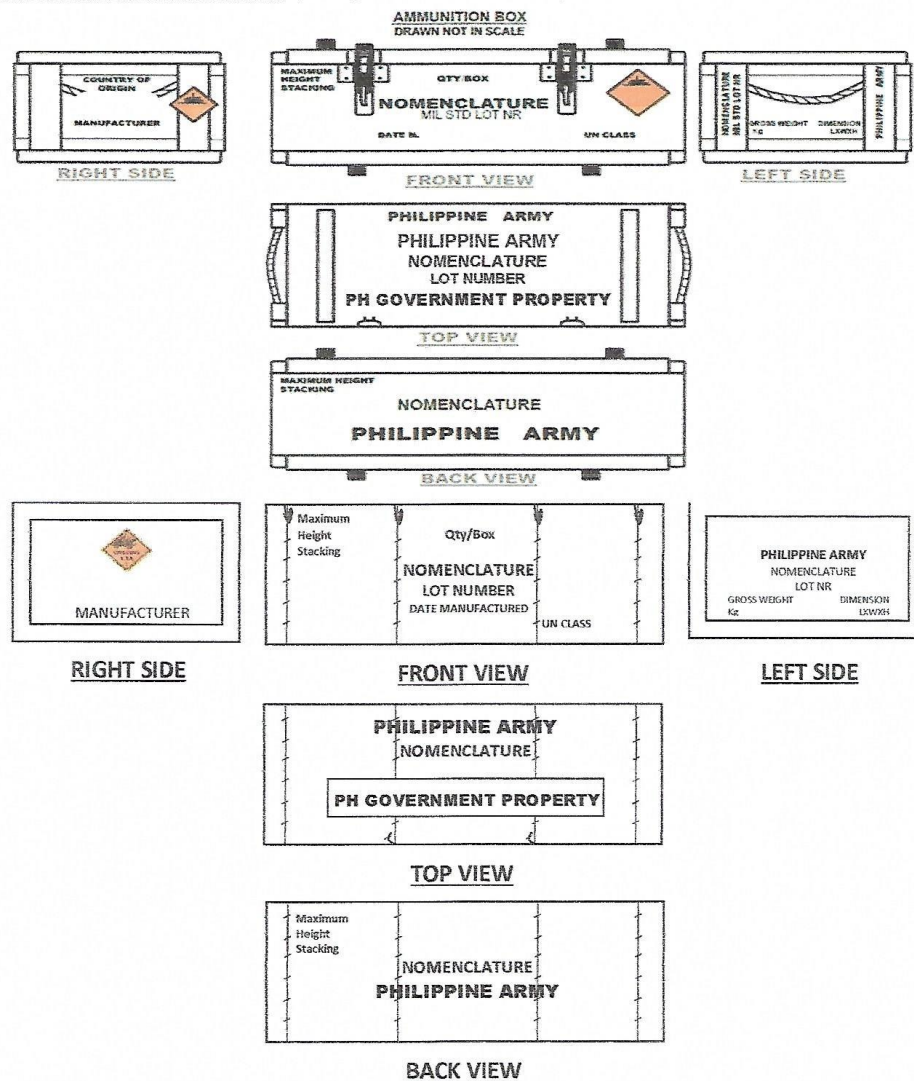 AMMUNITION BOX
DRAWN NOT IN SCALE
COUNTRY OF
ORIGIN
MANUFACTURER
RIGHT SIDE
MAXIMUM
HEIGHT
STACKING
QTY/BOX
NOMENCLATURE
MIL STD LOT NR
DATE M.
UN CLASS
FRONT VIEW
NOMENCLATURE
MIL STD LOT NR
GROSS WEIGHT DIMENSION
Kg LXWXH
PHILIPPINE ARMY
LEFT SIDE
PHILIPPINE ARMY
PHILIPPINE ARMY
NOMENCLATURE
LOT NUMBER
PH GOVERNMENT PROPERTY
TOP VIEW
MAXIMUM HEIGHT
STACKING
NOMENCLATURE
PHILIPPINE ARMY
BACK VIEW
MANUFACTURER
RIGHT SIDE
Maximum
Height
Stacking
Qty/Box
NOMENCLATURE
LOT NUMBER
DATE MANUFACTURED
UN CLASS
FRONT VIEW
PHILIPPINE ARMY
NOMENCLATURE
LOT NR
GROSS WEIGHT DIMENSION
Kg LXWXH
LEFT SIDE
PHILIPPINE ARMY
NOMENCLATURE
PH GOVERNMENT PROPERTY
TOP VIEW
Maximum
Height
Stacking
NOMENCLATURE
PHILIPPINE ARMY
BACK VIEW